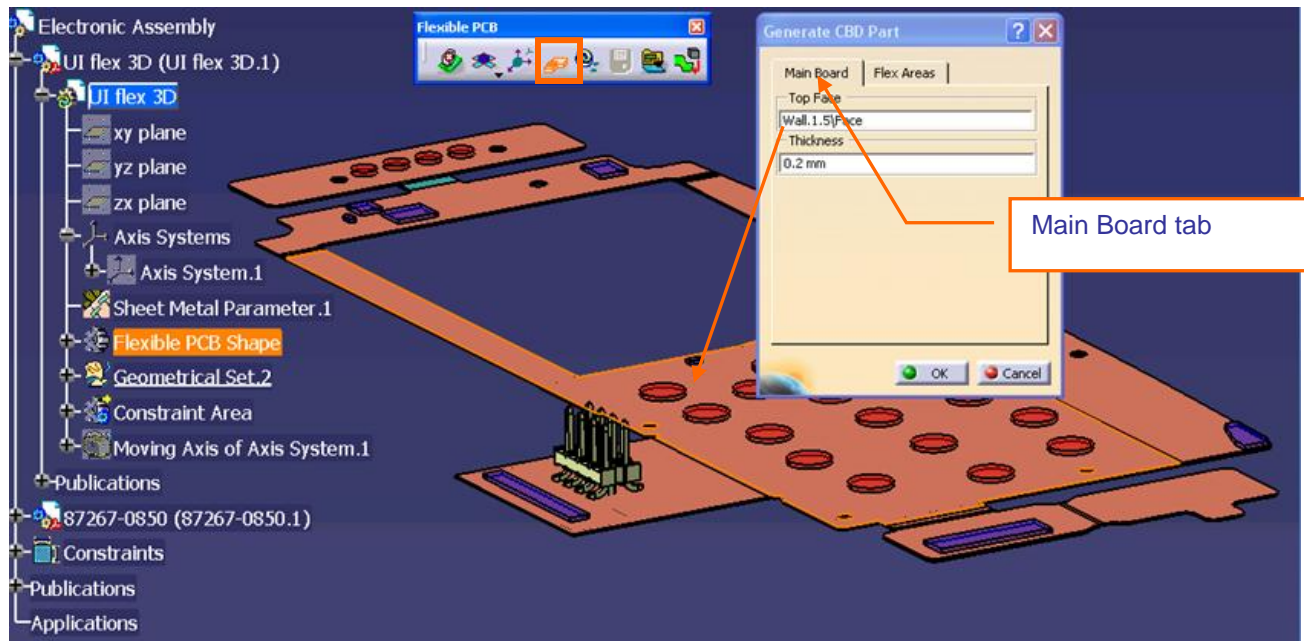 Electronic Assembly
UI flex 3D (UI flex 3D.1)
UI flex 3D
xy plane
yz plane
zx plane
Axis Systems
Axis System.1
Sheet Metal Parameter.1
Flexible PCB Shape
Geometrical Set.2
Constraint Area
Moving Axis of Axis System.1
Publications
87267-0850 (87267-0850.1)
Constraints
Publications
Applications
Flexible PCB
Generate CBD Part
Main Board
Flex Areas
Top Face
Wall.1.5\Face
Thickness
0.2 mm
OK
Cancel
Main Board tab